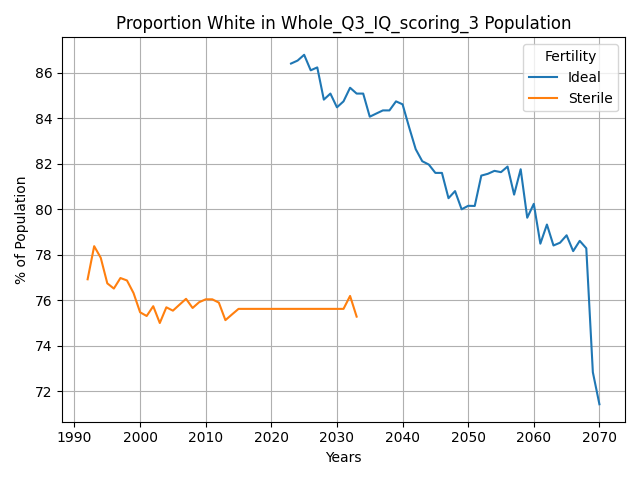 Proportion White in Whole_Q3_IQ_scoring_3 Population
Fertility
Ideal
Sterile
% of Population
86
84
82
80
78
76
74
72
1990
2000
2010
2020
2030
2040
2050
2060
2070
Years